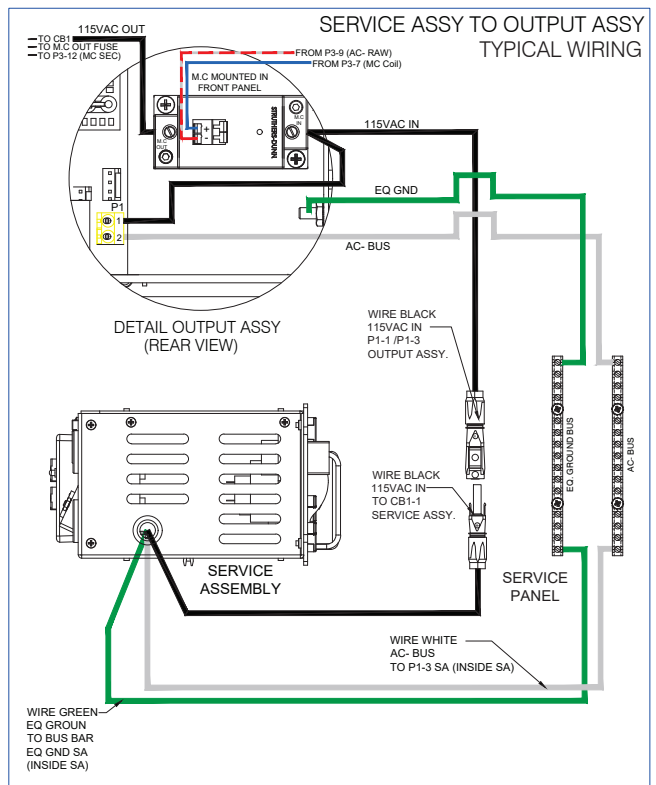 SERVICE ASSY TO OUTPUT ASSY
TYPICAL WIRING
115VAC OUT
TO CB1
TO M.C OUT FUSE
TO P3-12 (MC SEC)
FROM P3-9 (AC- RAW)
FROM P3-7 (MC Coil)
M.C MOUNTED IN
FRONT PANEL
M.C
OUT
+
-
STRUTHERS-DUNN
M.C
IN
115VAC IN
EQ GND
P1
1
2
AC- BUS
DETAIL OUTPUT ASSY
(REAR VIEW)
WIRE BLACK
115VAC IN
P1-1 /P1-3
OUTPUT ASSY.
WIRE BLACK
115VAC IN
TO CB1-1
SERVICE ASSY.
EQ. GROUND BUS
AC- BUS
SERVICE
ASSEMBLY
SERVICE
PANEL
WIRE WHITE
AC- BUS
TO P1-3 SA (INSIDE SA)
WIRE GREEN
EQ GROUN
TO BUS BAR
EQ GND SA
(INSIDE SA)